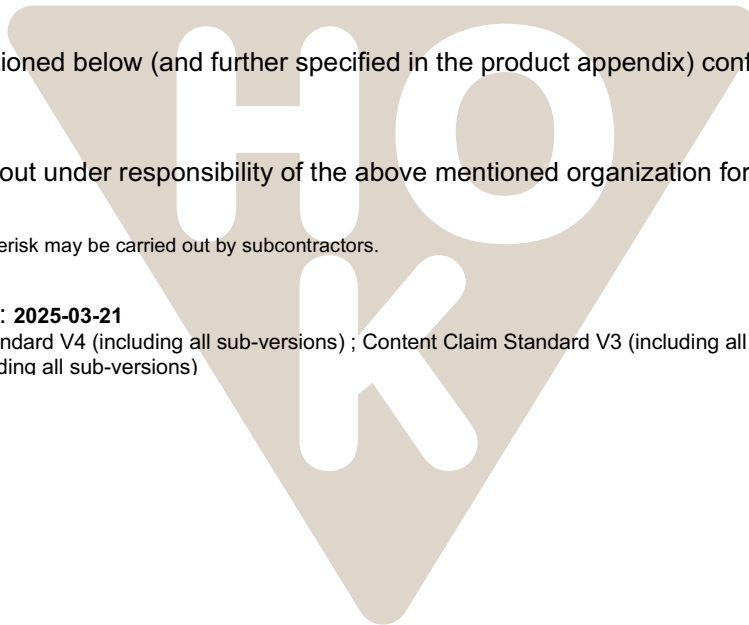 tioned below (and further specified in the product appendix) conf
out under responsibility of the above mentioned organization for
erisk may be carried out by subcontractors.
: 2025-03-21
ndard V4 (including all sub-versions) ; Content Claim Standard V3 (including all
ding all sub-versions)
HO
K